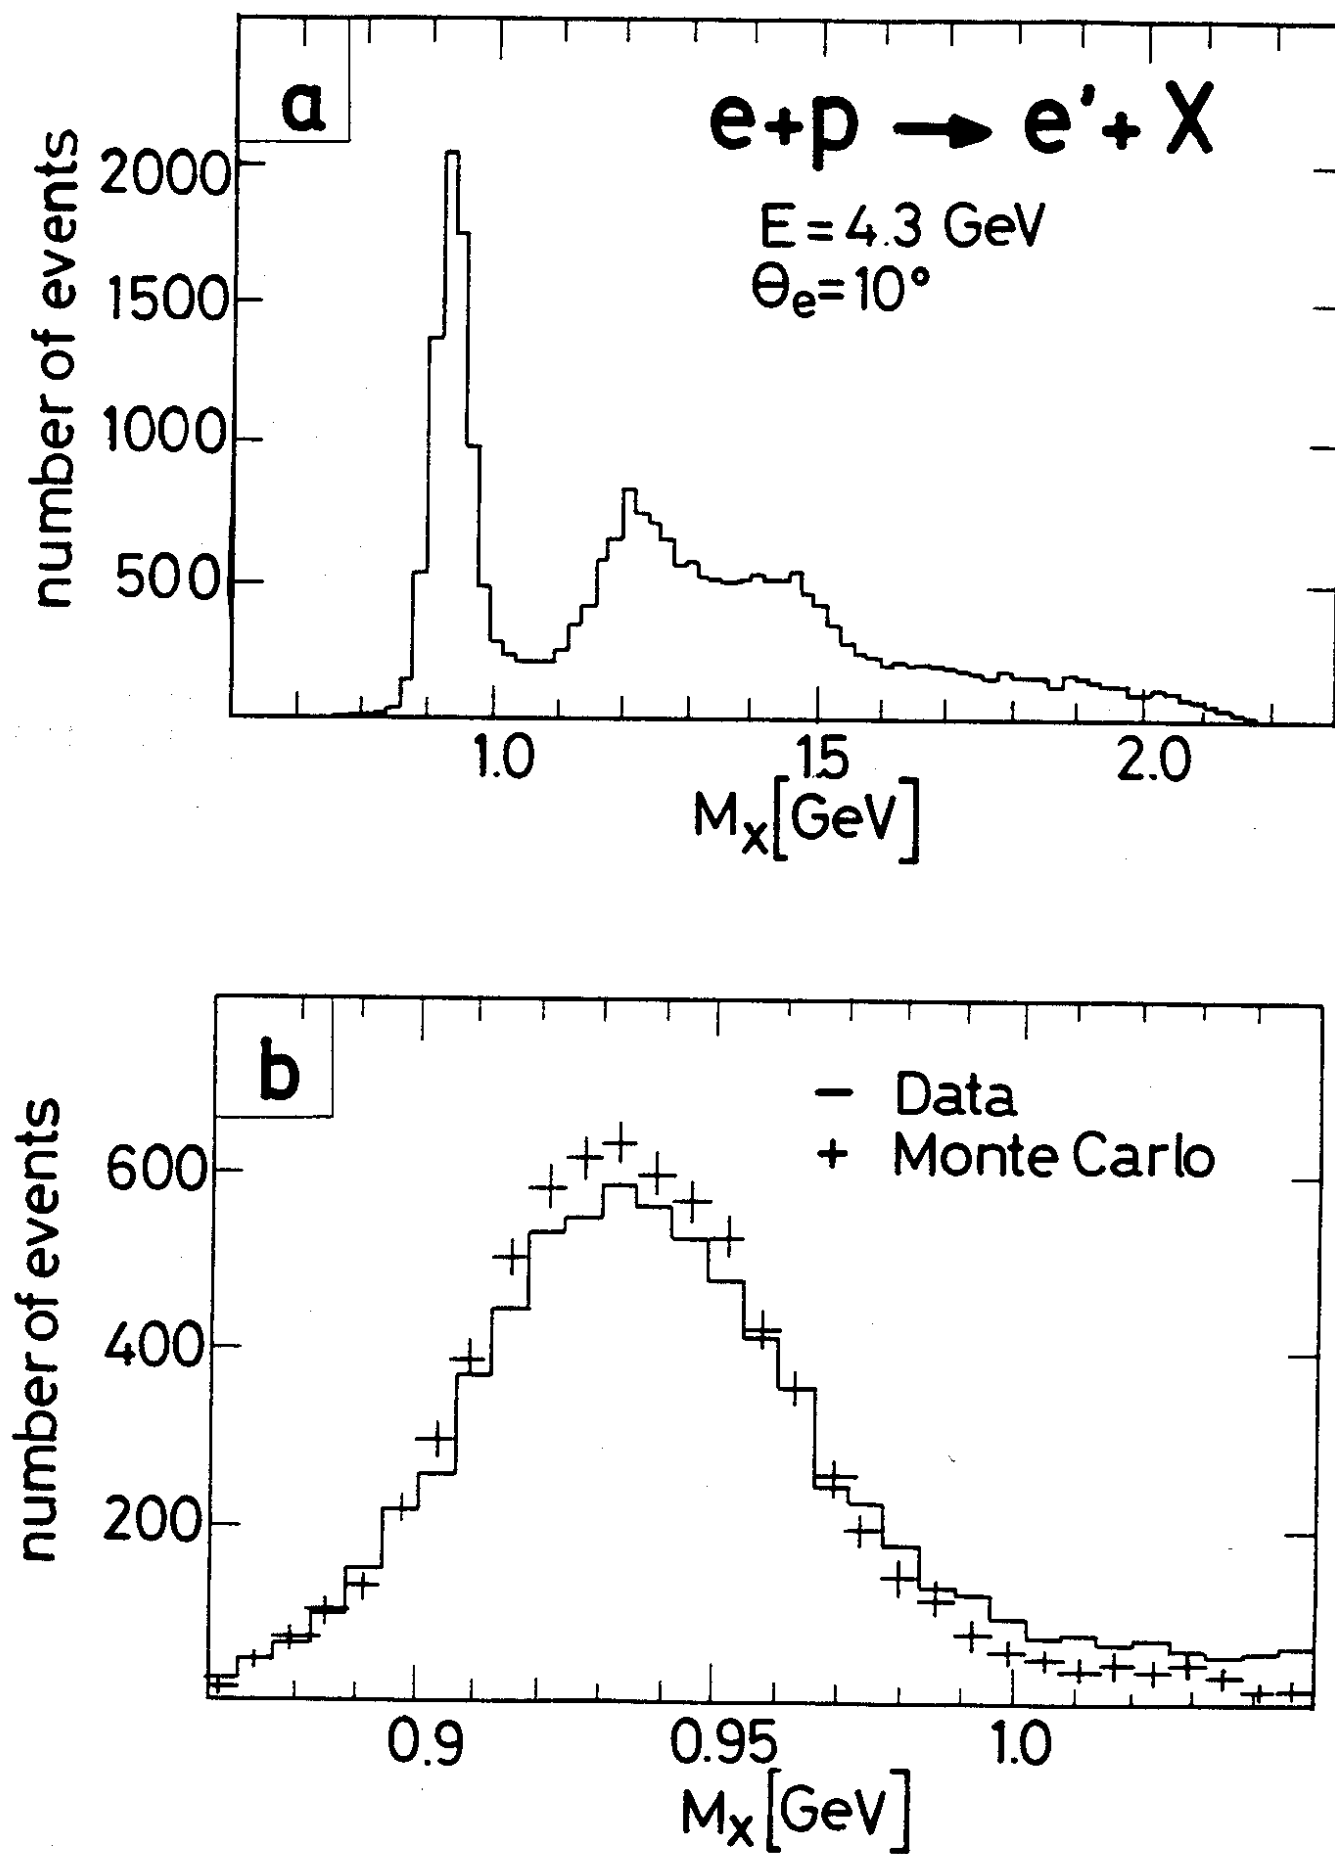 a
e+p → e'+ X
E = 4.3 GeV
Θe=10°
number of events
2000
1500
1000
500
1.0
1.5
2.0
Mx[GeV]
b
— Data
+ Monte Carlo
number of events
600
400
200
0.9
0.95
1.0
Mx[GeV]